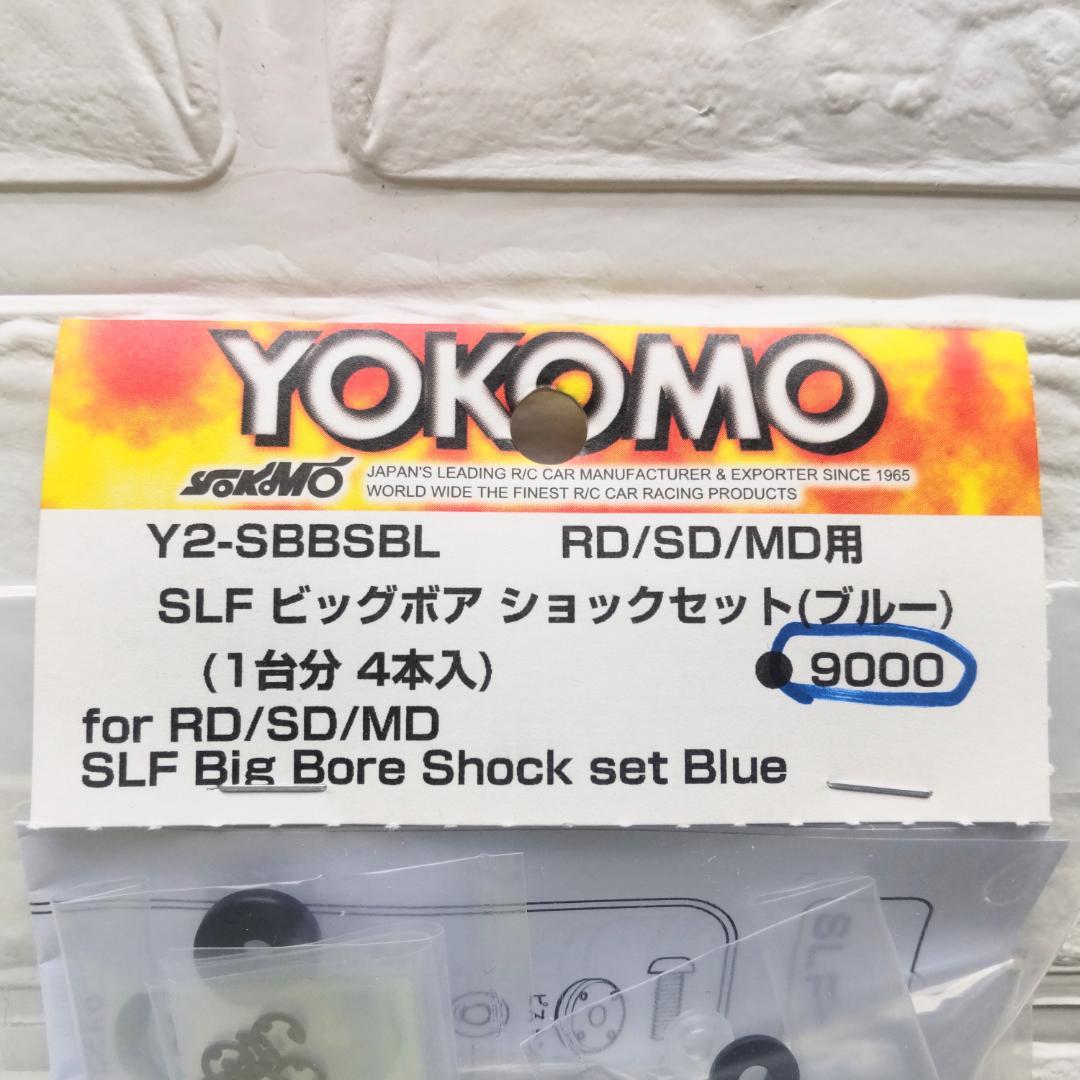 YOKOMO
YOKOMO JAPAN'S LEADING R/C CAR MANUFACTURER & EXPORTER SINCE 1965
WORLD WIDE THE FINEST R/C CAR RACING PRODUCTS
Y2-SBBSBL RD/SD/MD用
SLF ビッグボア ショックセット(ブルー)
(1台分 4本入) ● 9000
for RD/SD/MD
SLF Big Bore Shock set Blue
SLF